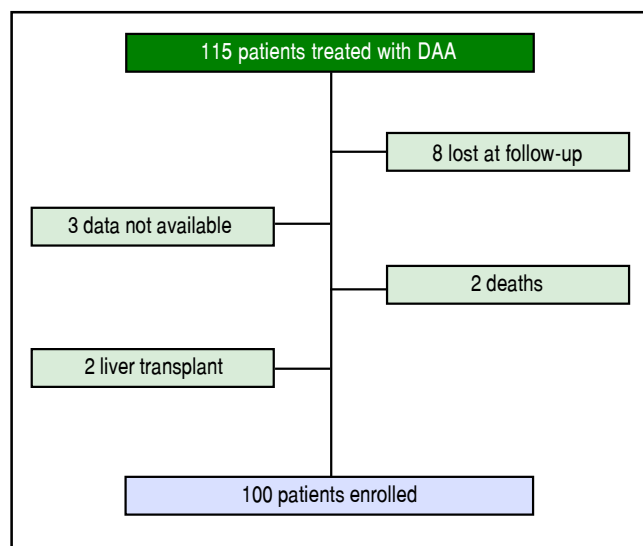 115 patients treated with DAA
8 lost at follow-up
3 data not available
2 deaths
2 liver transplant
100 patients enrolled